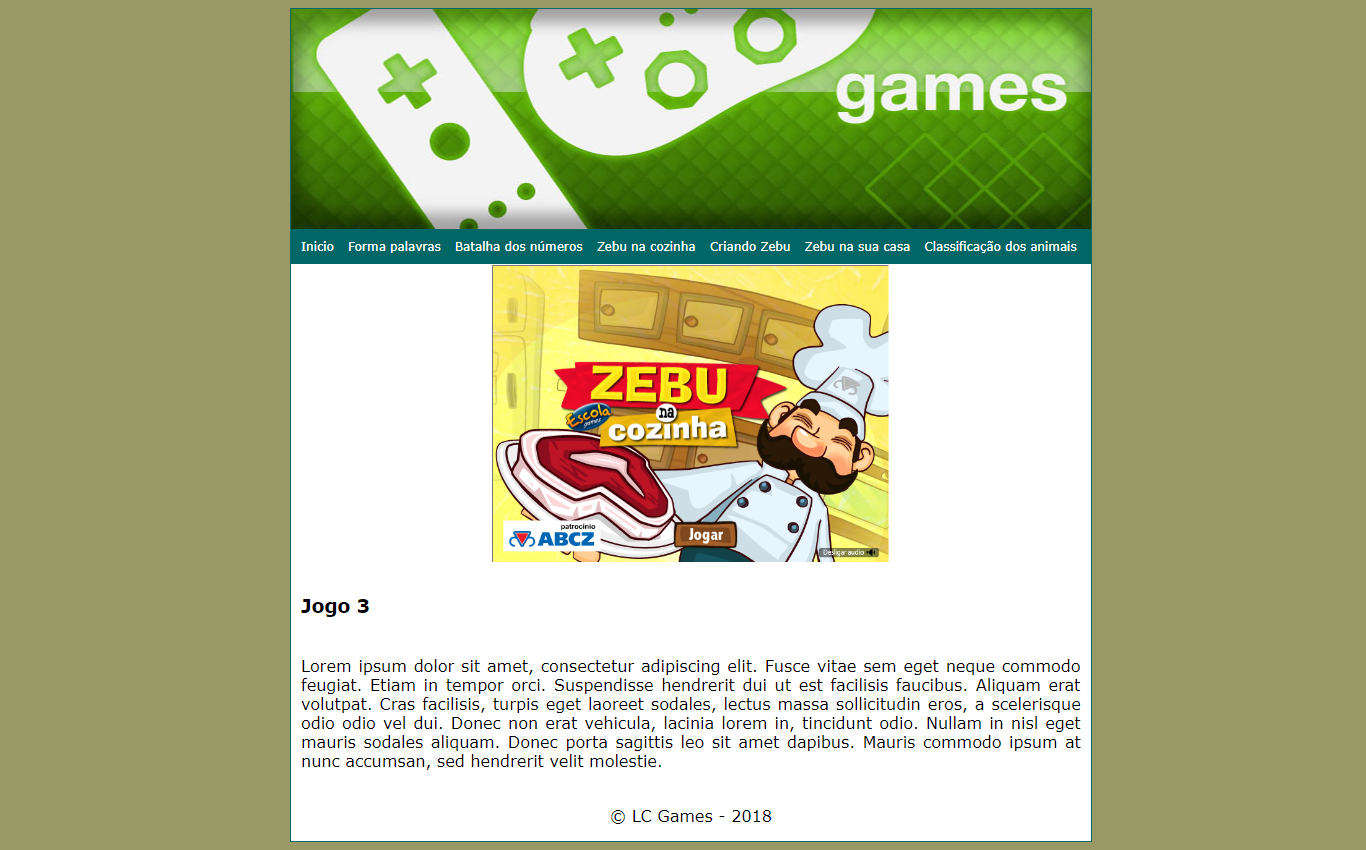 games
Inicio Forma palavras Batalha dos números Zebu na cozinha Criando Zebu Zebu na sua casa Classificação dos animais
ZEBU
na
Escola
games
cozinha
patrocínio
ABCZ
Jogar
Desligar audio
Jogo 3
Lorem ipsum dolor sit amet, consectetur adipiscing elit. Fusce vitae sem eget neque commodo
feugiat. Etiam in tempor orci. Suspendisse hendrerit dui ut est facilisis faucibus. Aliquam erat
volutpat. Cras facilisis, turpis eget laoreet sodales, lectus massa sollicitudin eros, a scelerisque
odio odio vel dui. Donec non erat vehicula, lacinia lorem in, tincidunt odio. Nullam in nisl eget
mauris sodales aliquam. Donec porta sagittis leo sit amet dapibus. Mauris commodo ipsum at
nunc accumsan, sed hendrerit velit molestie.
© LC Games - 2018